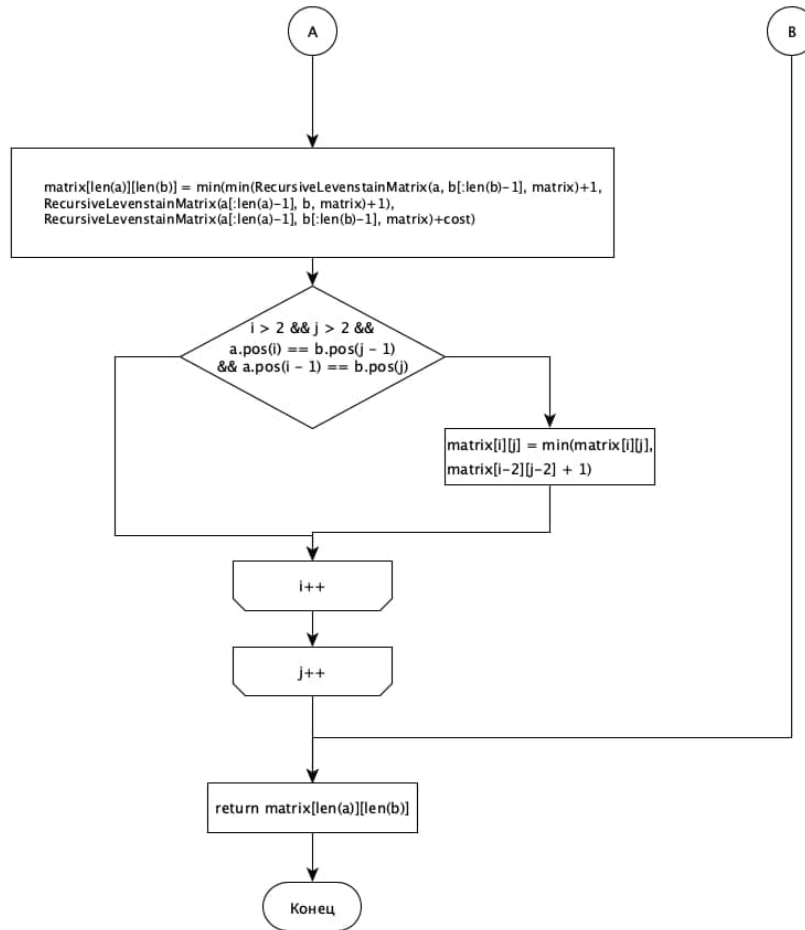 A
B
matrix[len(a)][len(b)] = min(min(RecursiveLevenstainMatrix(a, b[:len(b)-1], matrix)+1,
RecursiveLevenstainMatrix(a[:len(a)-1], b, matrix)+1),
RecursiveLevenstainMatrix(a[:len(a)-1], b[:len(b)-1], matrix)+cost)
i > 2 && j > 2 &&
a.pos(i) == b.pos(j - 1)
&& a.pos(i - 1) == b.pos(j)
matrix[i][j] = min(matrix[i][j],
matrix[i-2][j-2] + 1)
i++
j++
return matrix[len(a)][len(b)]
Конец